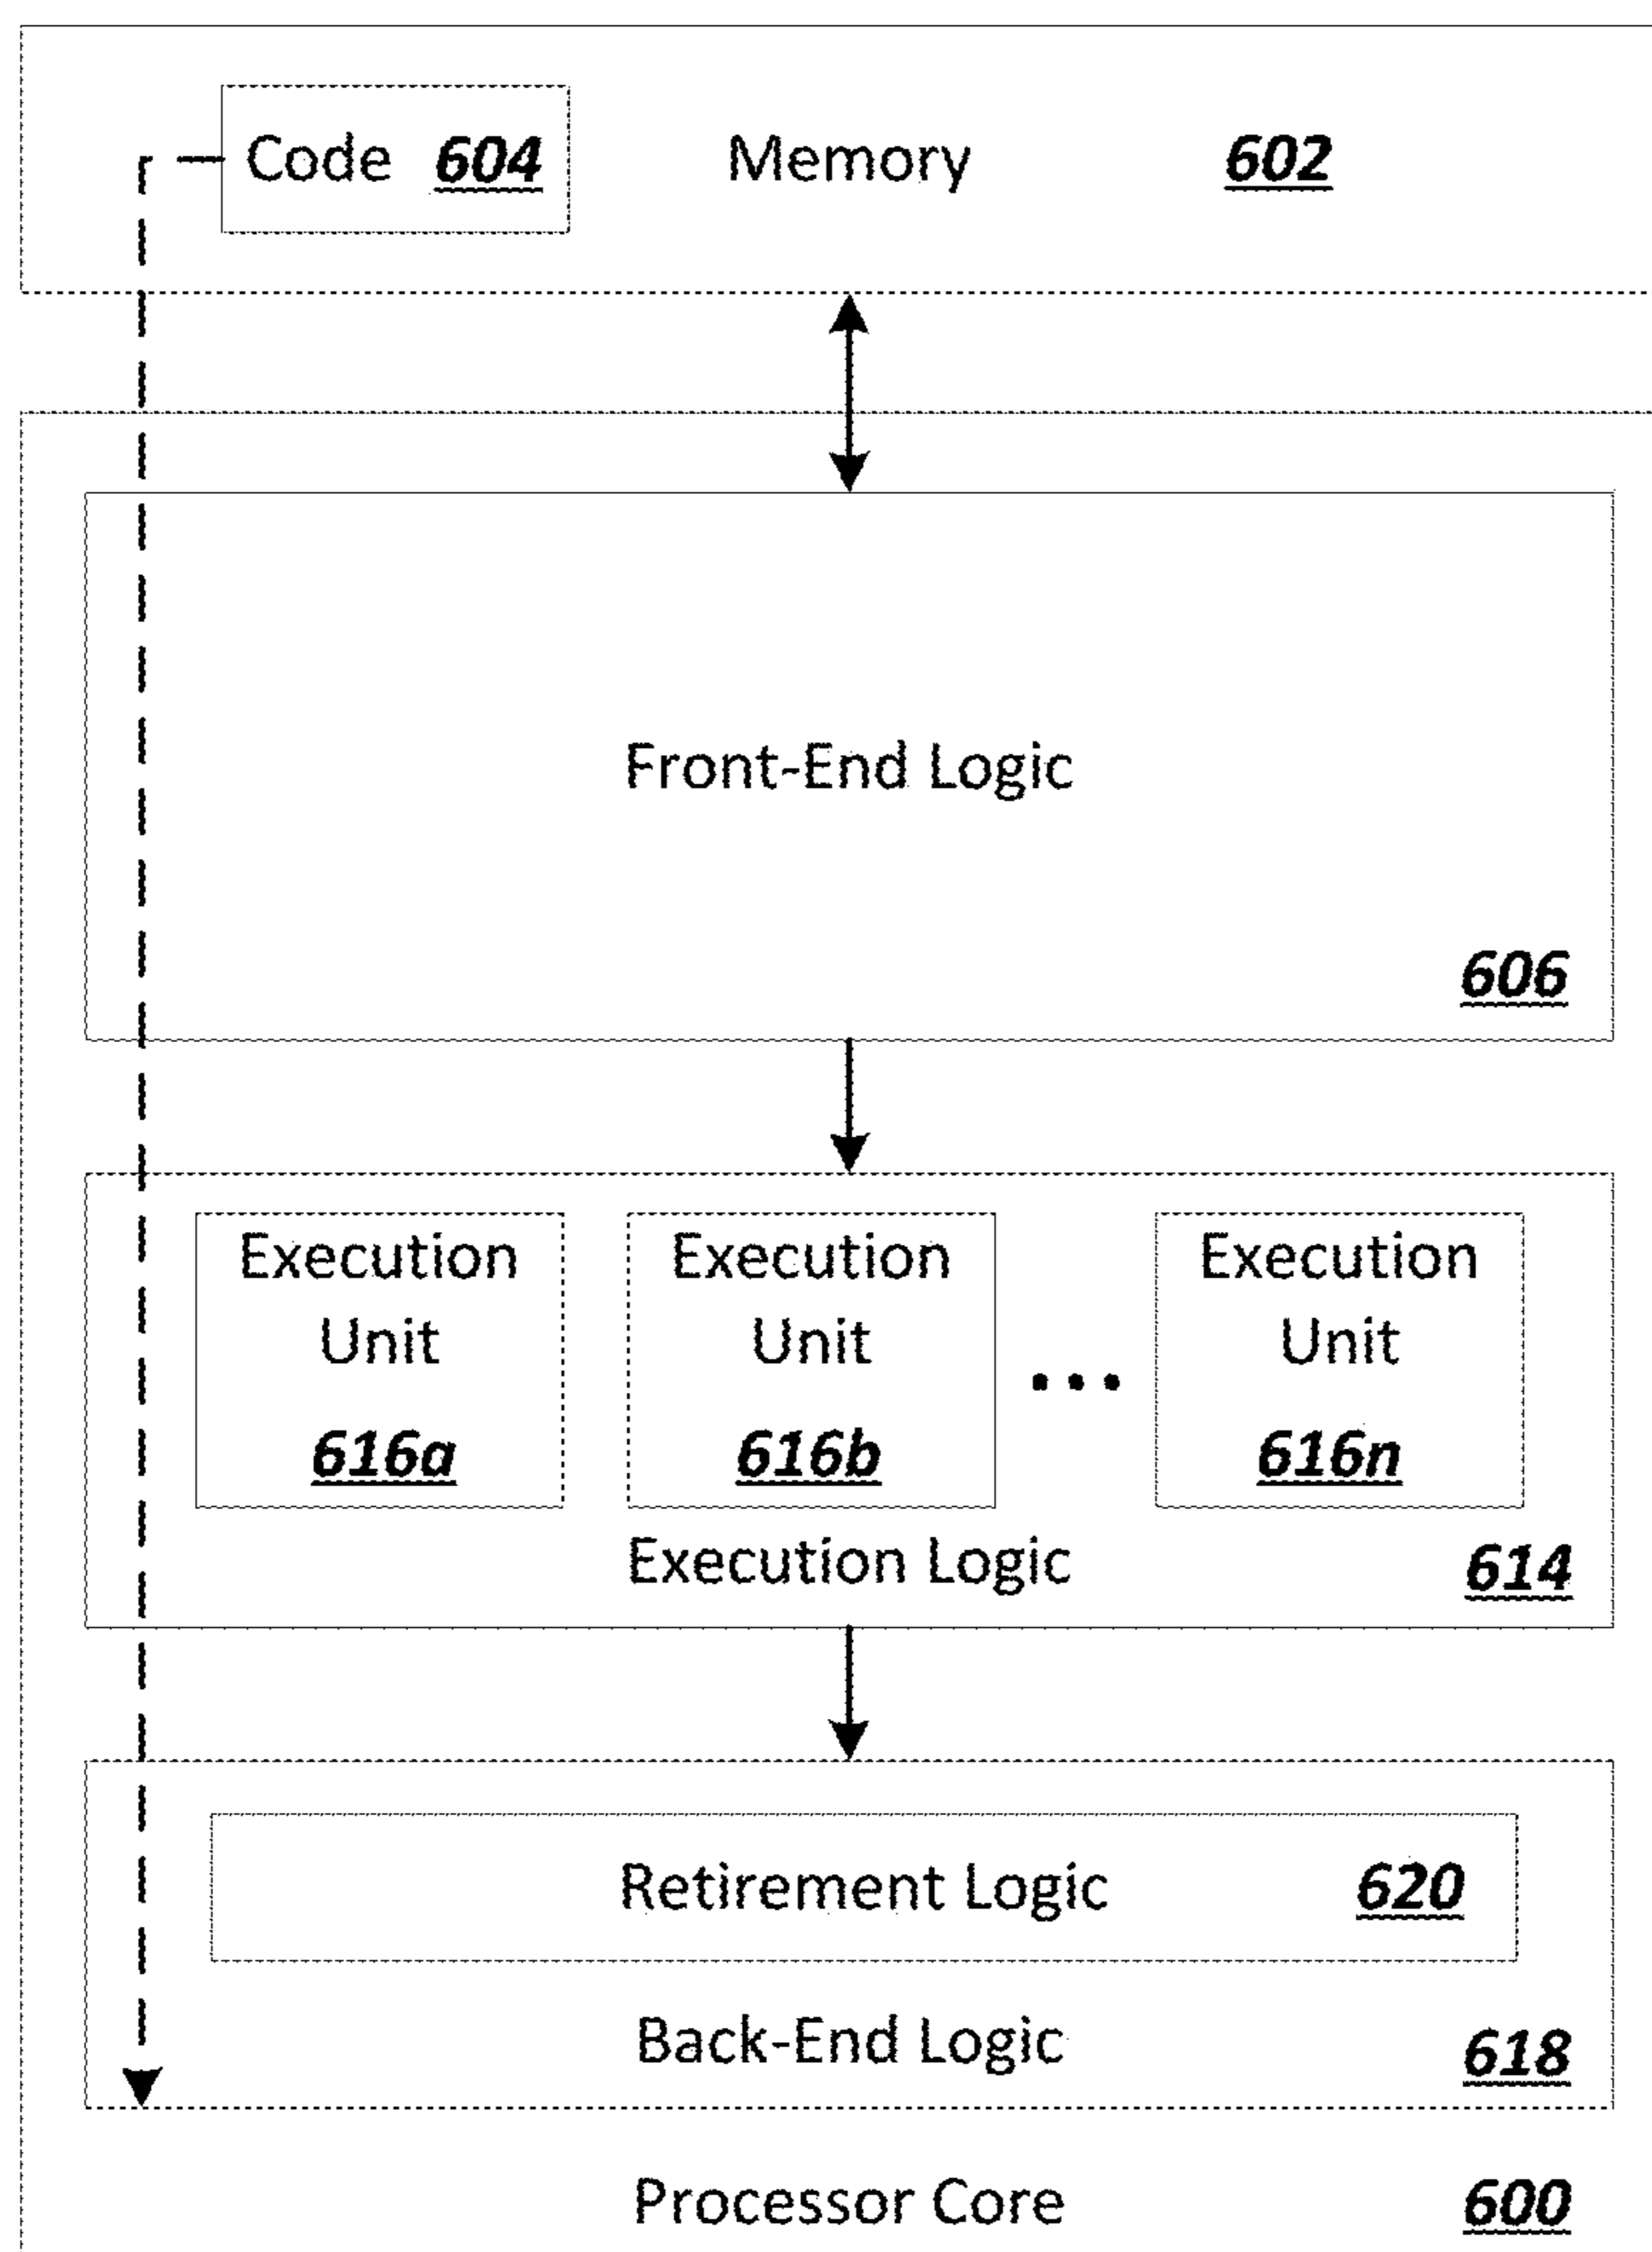 Code 604 Memory 602
Front-End Logic
606
Execution Execution Execution
Unit Unit Unit
...
616a 616b 616n
Execution Logic 614
Retirement Logic 620
Back-End Logic 618
Processor Core 600